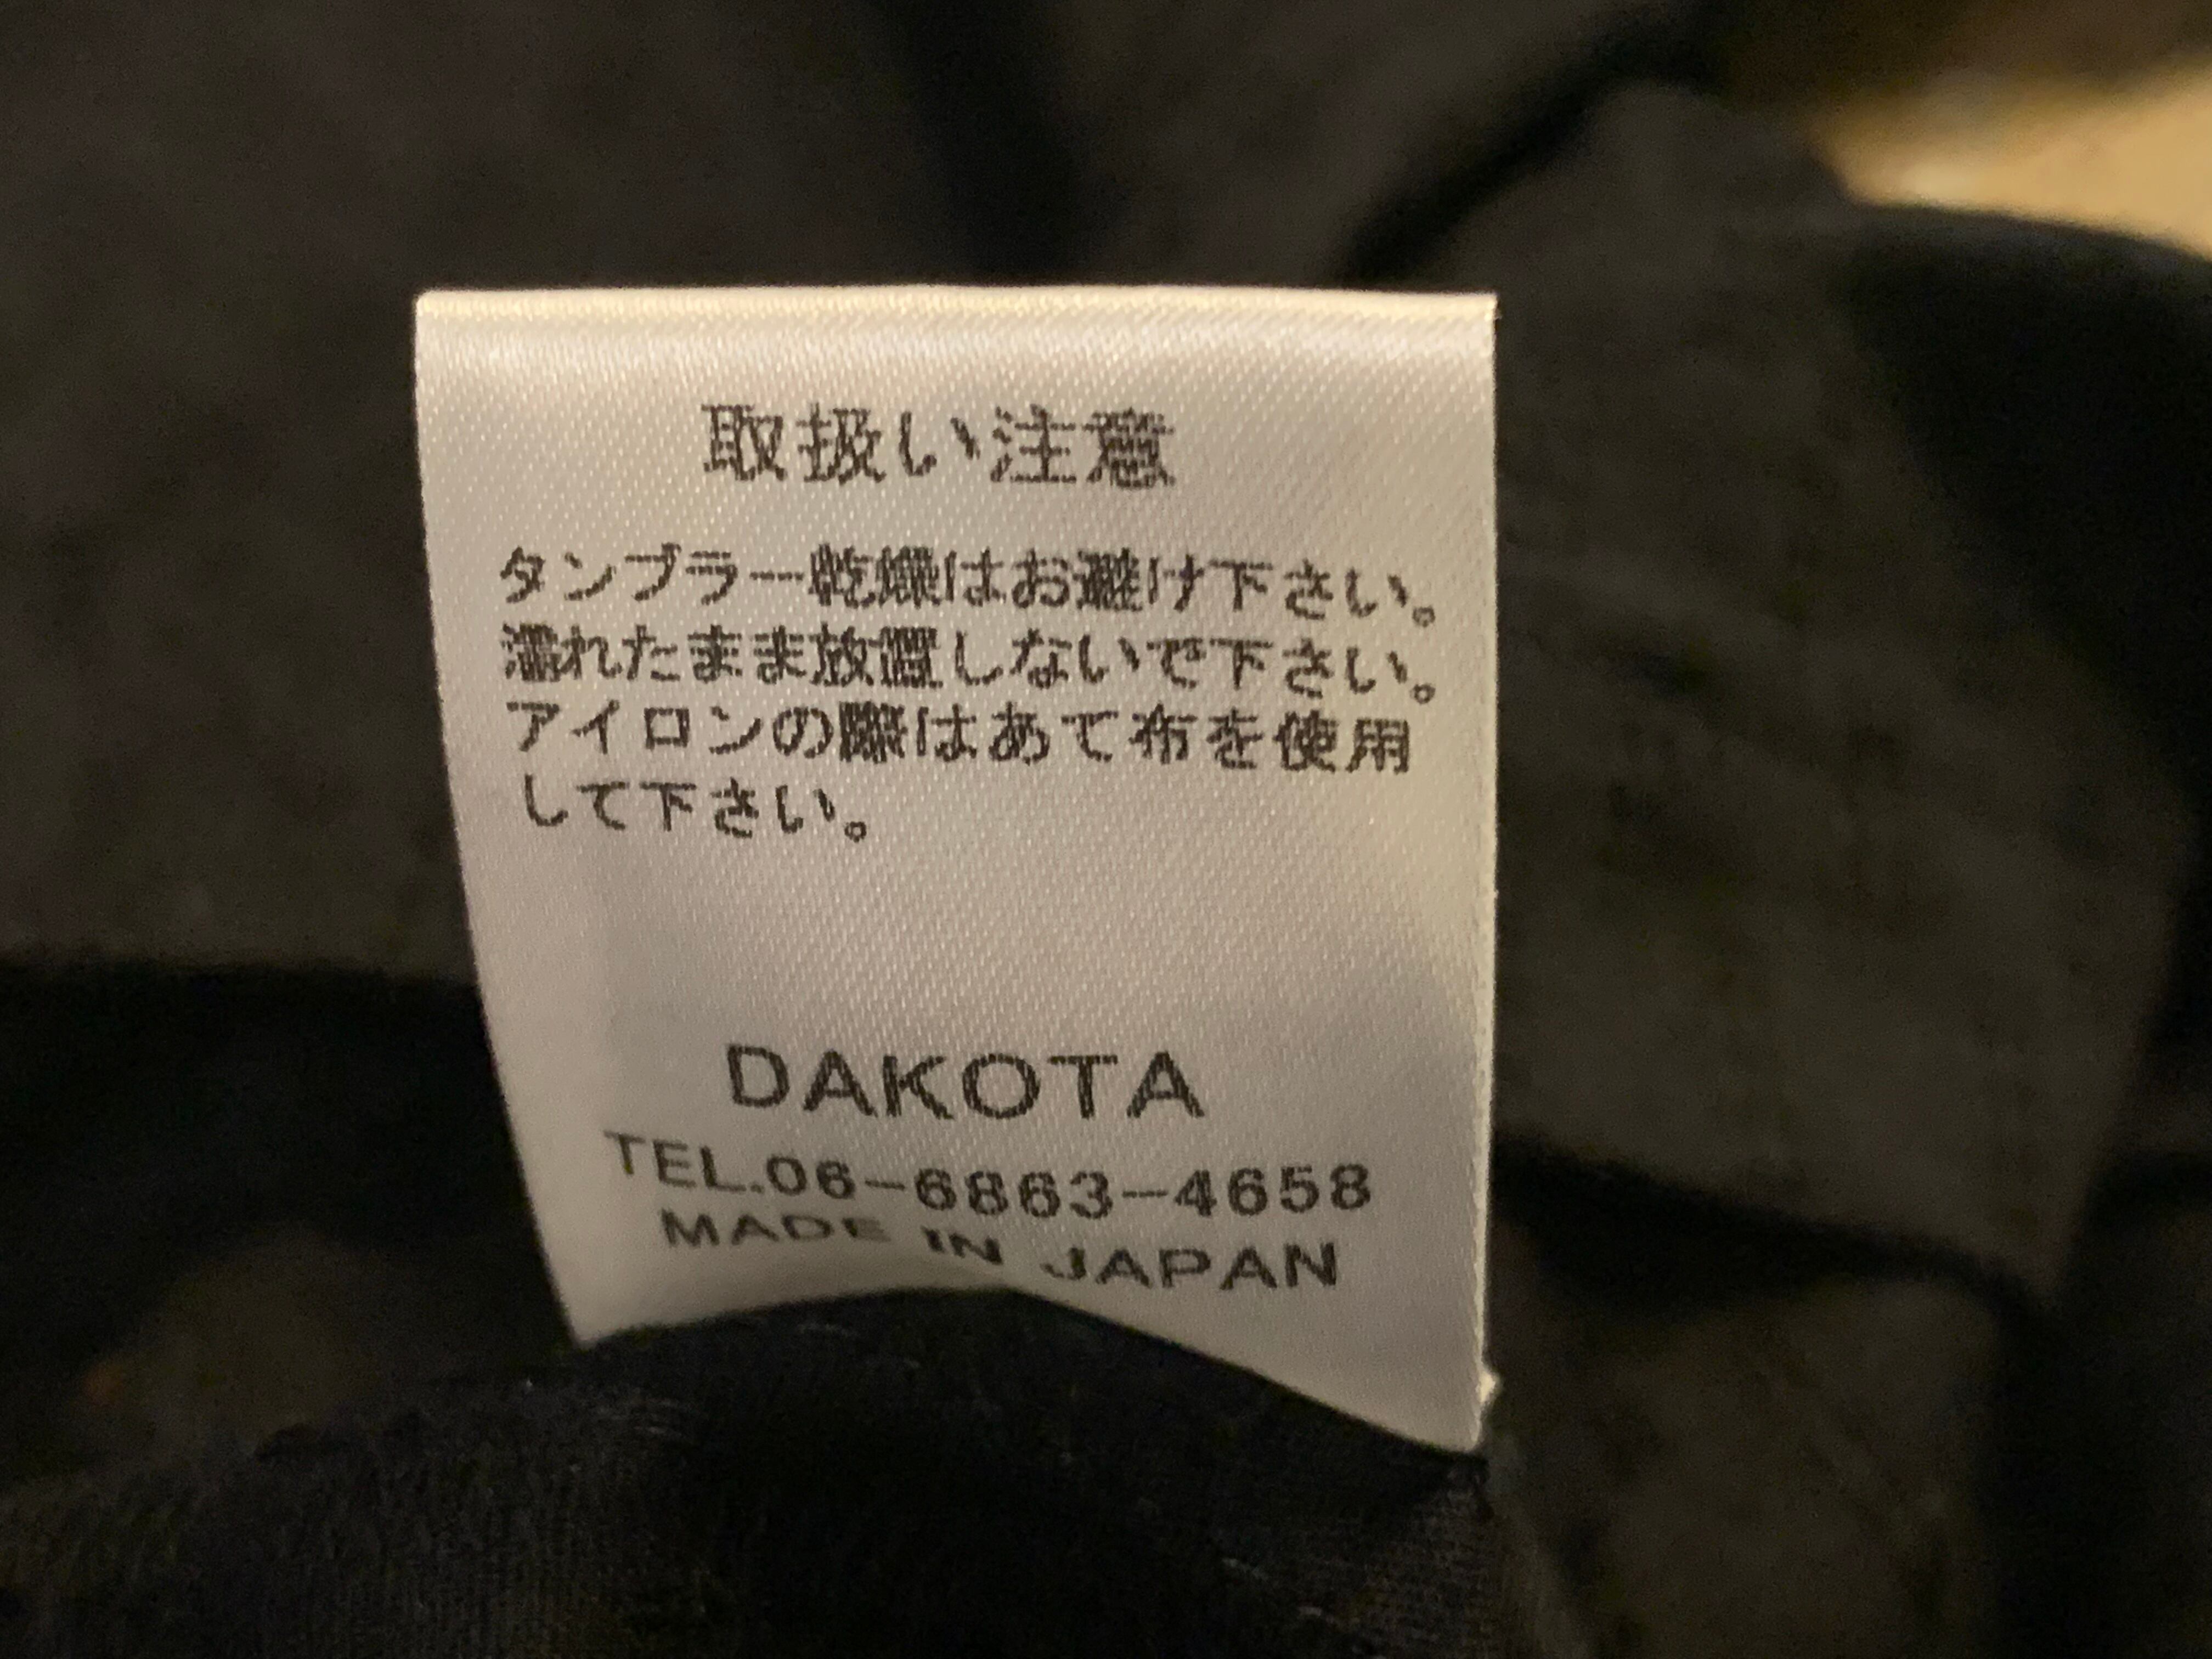 取扱い注意
タンブラー乾燥はお避け下さい。
濡れたまま放置しないで下さい。
アイロンの際はあて布を使用
して下さい。
DAKOTA
TEL.06-6863-4658
MADE IN JAPAN